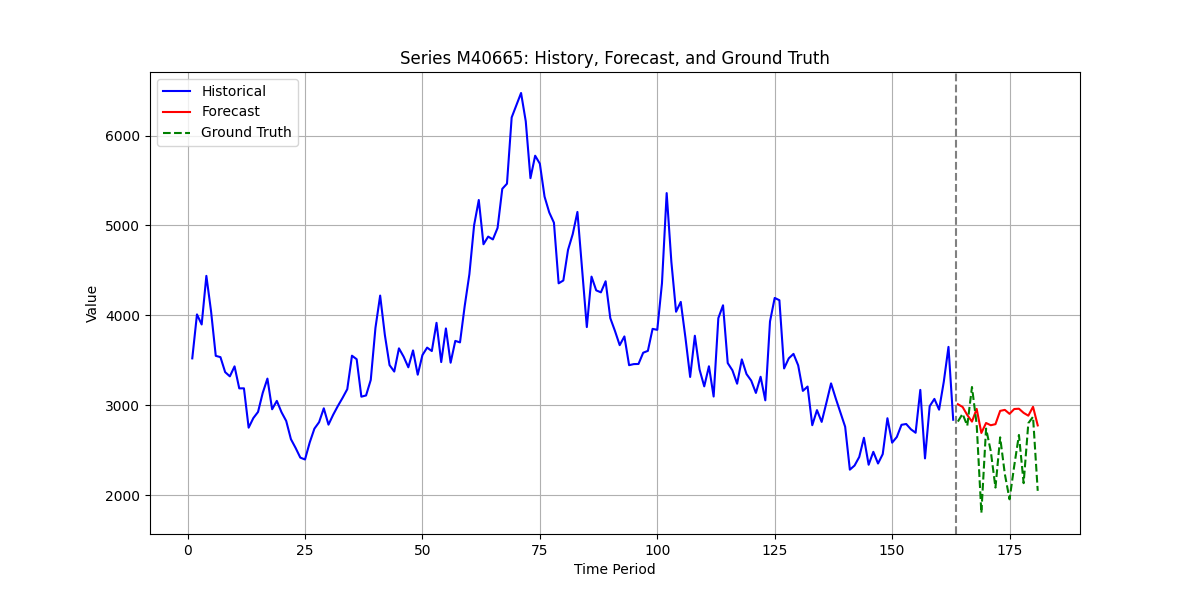 Series M40665: History, Forecast, and Ground Truth
Historical
Forecast
Ground Truth
Value
6000
5000
4000
3000
2000
0 25 50 75 100 125 150 175
Time Period